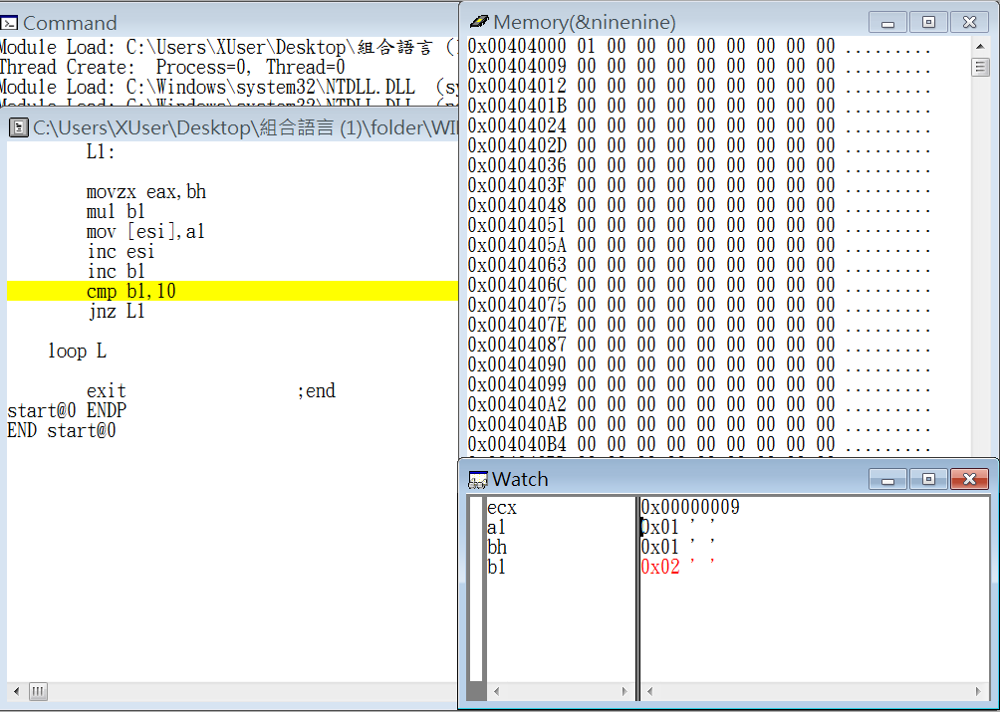 Command
Module Load: C:\Users\XUser\Desktop\組合語言 (1
Thread Create:  Process=0, Thread=0
Module Load: C:\Windows\system32\NTDLL.DLL  (sy
Module Load: C:\Windows\system32\NTDLL.DLL
C:\Users\XUser\Desktop\組合語言 (1)\folder\WI
L1:
movzx eax,bh
mul bl
mov [esi],al
inc esi
inc bl
cmp bl,10
jnz L1
loop L
exit ;end
start@0 ENDP
END start@0
Memory(&ninenine)
0x00404000 01 00 00 00 00 00 00 00 00 .........
0x00404009 00 00 00 00 00 00 00 00 00 .........
0x00404012 00 00 00 00 00 00 00 00 00 .........
0x0040401B 00 00 00 00 00 00 00 00 00 .........
0x00404024 00 00 00 00 00 00 00 00 00 .........
0x0040402D 00 00 00 00 00 00 00 00 00 .........
0x00404036 00 00 00 00 00 00 00 00 00 .........
0x0040403F 00 00 00 00 00 00 00 00 00 .........
0x00404048 00 00 00 00 00 00 00 00 00 .........
0x00404051 00 00 00 00 00 00 00 00 00 .........
0x0040405A 00 00 00 00 00 00 00 00 00 .........
0x00404063 00 00 00 00 00 00 00 00 00 .........
0x0040406C 00 00 00 00 00 00 00 00 00 .........
0x00404075 00 00 00 00 00 00 00 00 00 .........
0x0040407E 00 00 00 00 00 00 00 00 00 .........
0x00404087 00 00 00 00 00 00 00 00 00 .........
0x00404090 00 00 00 00 00 00 00 00 00 .........
0x00404099 00 00 00 00 00 00 00 00 00 .........
0x004040A2 00 00 00 00 00 00 00 00 00 .........
0x004040AB 00 00 00 00 00 00 00 00 00 .........
0x004040B4 00 00 00 00 00 00 00 00 00 .........
Watch
ecx 0x00000009
al 0x01 ' '
bh 0x01 ' '
bl 0x02 ' '